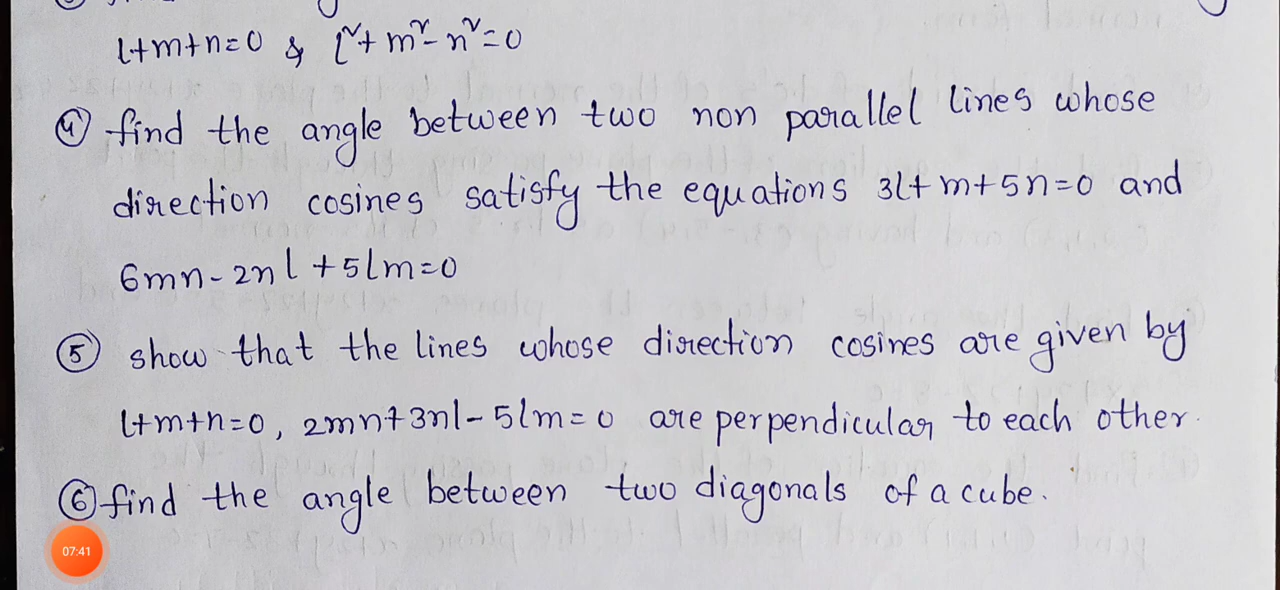 l+m+n=0 & l²+m²-n²=0
④ find the angle between two non parallel lines whose
direction cosines satisfy the equations 3l+m+5n=0 and
6mn-2nl+5lm=0
⑤ show that the lines whose direction cosines are given by
l+m+n=0, 2mn+3nl-5lm=0 are perpendicular to each other.
⑥ find the angle between two diagonals of a cube.
07:41